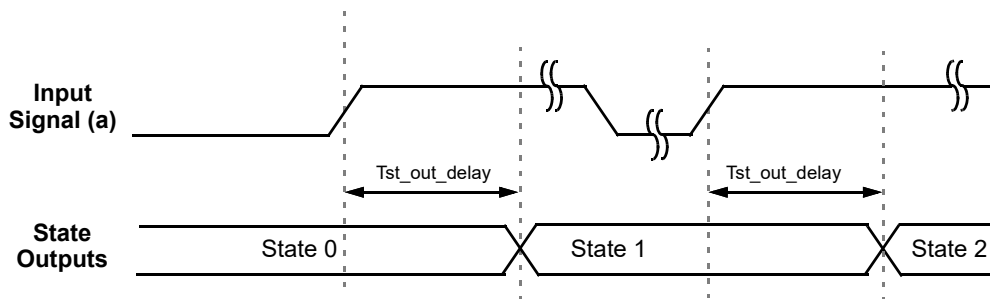 Input
Signal (a)
Tst_out_delay
Tst_out_delay
State
Outputs
State 0
State 1
State 2